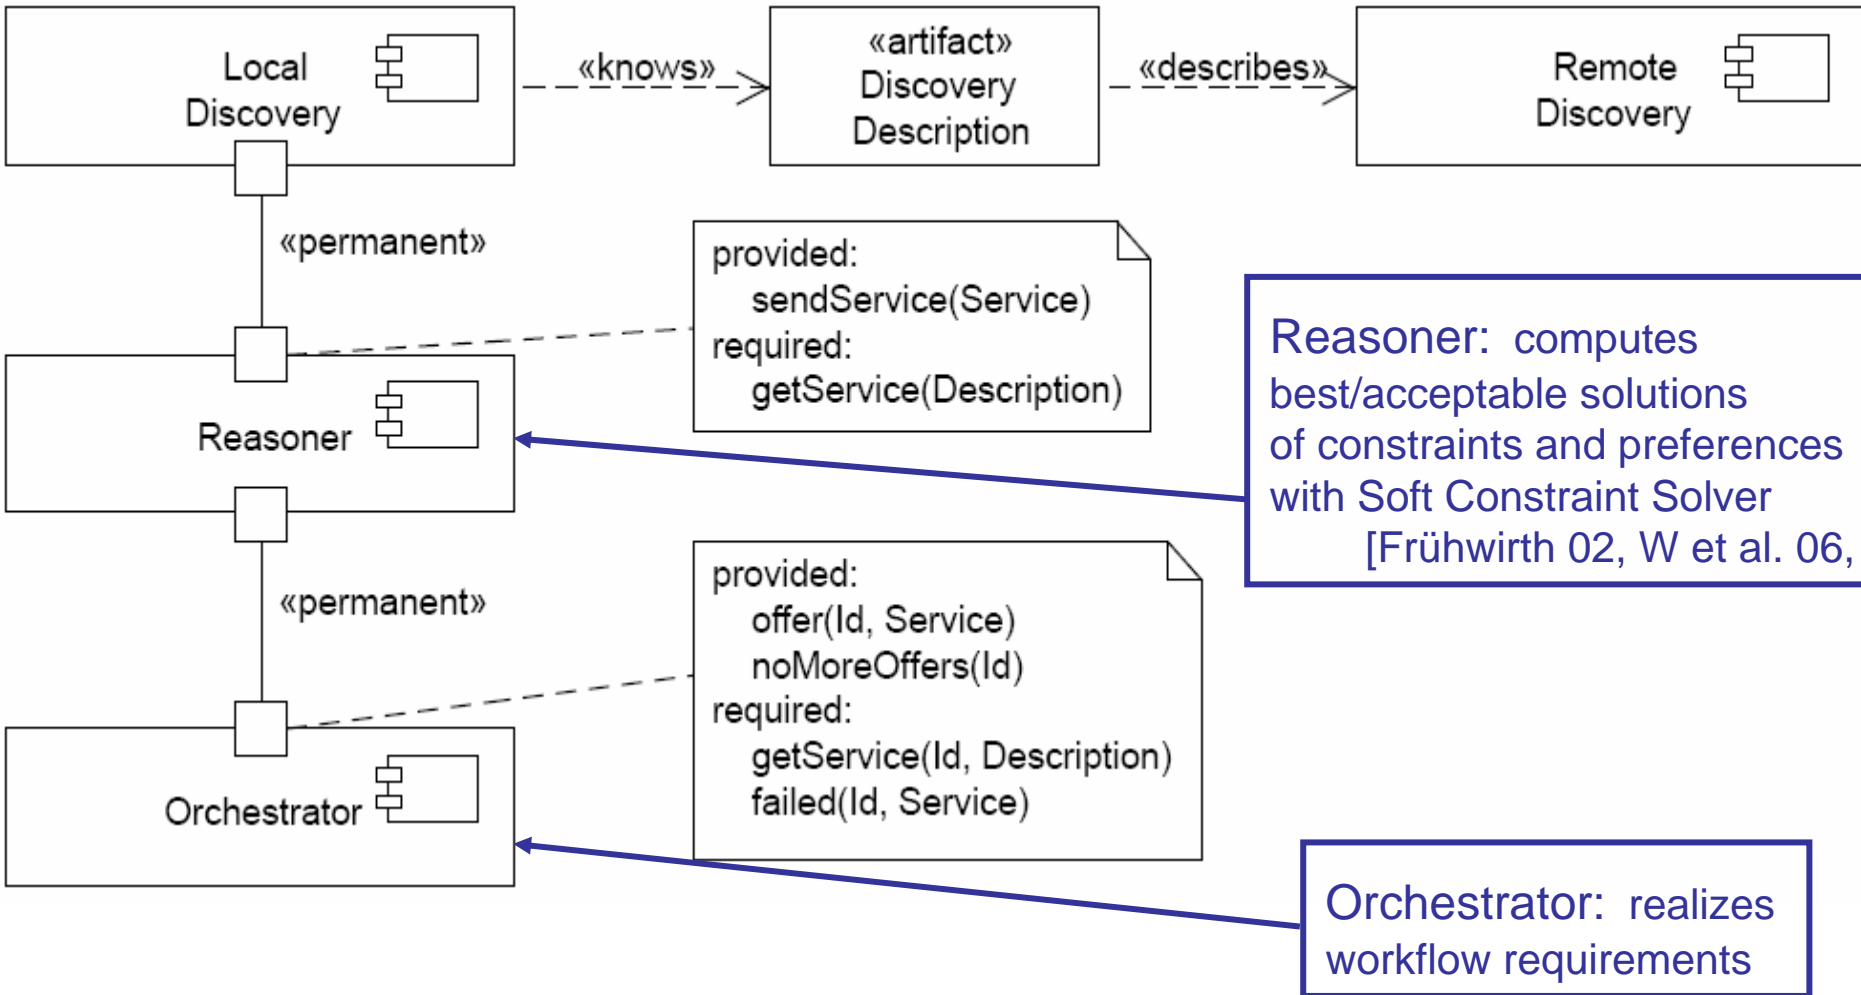 Local
Discovery
«knows»
«artifact»
Discovery
Description
«describes»
Remote
Discovery
«permanent»
provided:
sendService(Service)
required:
getService(Description)
Reasoner
Reasoner: computes
best/acceptable solutions
of constraints and preferences
with Soft Constraint Solver
[Frühwirth 02, W et al. 06,
«permanent»
provided:
offer(Id, Service)
noMoreOffers(Id)
required:
getService(Id, Description)
failed(Id, Service)
Orchestrator
Orchestrator: realizes
workflow requirements